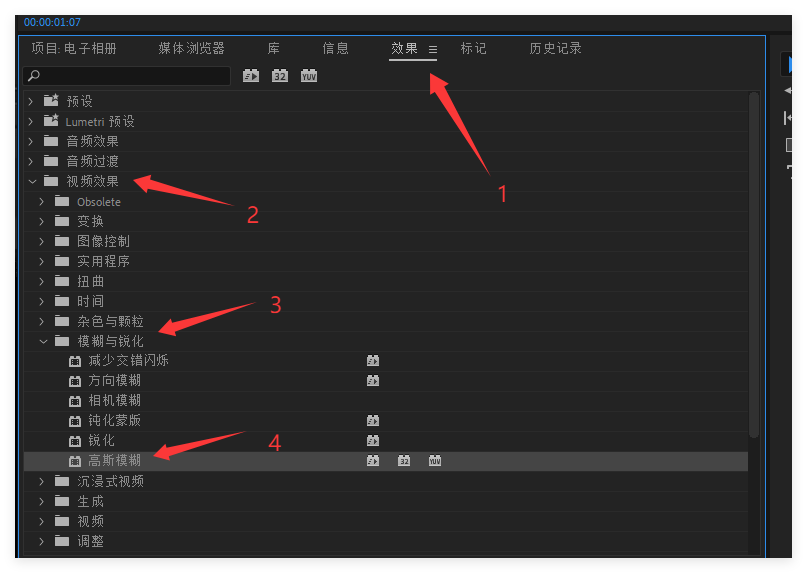 00:00:01:07
项目: 电子相册 媒体浏览器 库 信息 效果 标记 历史记录
32 YUV
预设
Lumetri 预设
音频效果
音频过渡
视频效果
1
Obsolete
2
变换
图像控制
实用程序
扭曲
时间
3
杂色与颗粒
模糊与锐化
减少交错闪烁
方向模糊
相机模糊
钝化蒙版
锐化
4
高斯模糊 32 YUV
沉浸式视频
生成
视频
调整